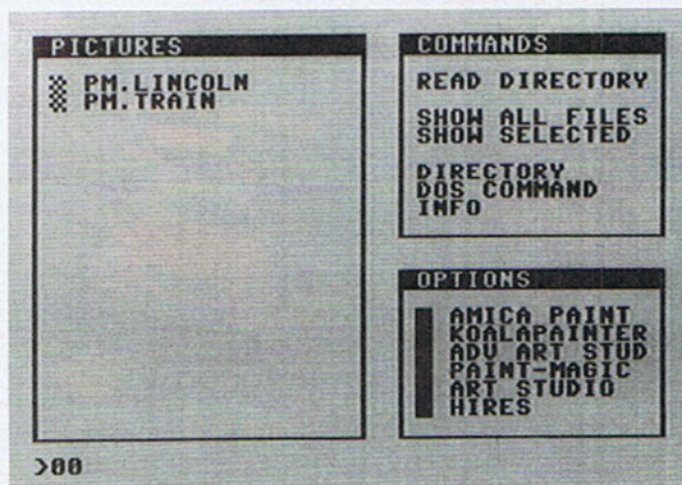 PICTURES
PM.LINCOLN
PM.TRAIN
COMMANDS
READ DIRECTORY
SHOW ALL FILES
SHOW SELECTED
DIRECTORY
DOS COMMAND
INFO
OPTIONS
AMICA PAINT
KOALAPAINTER
ADV ART STUD
PAINT-MAGIC
ART STUDIO
HIRES
>00